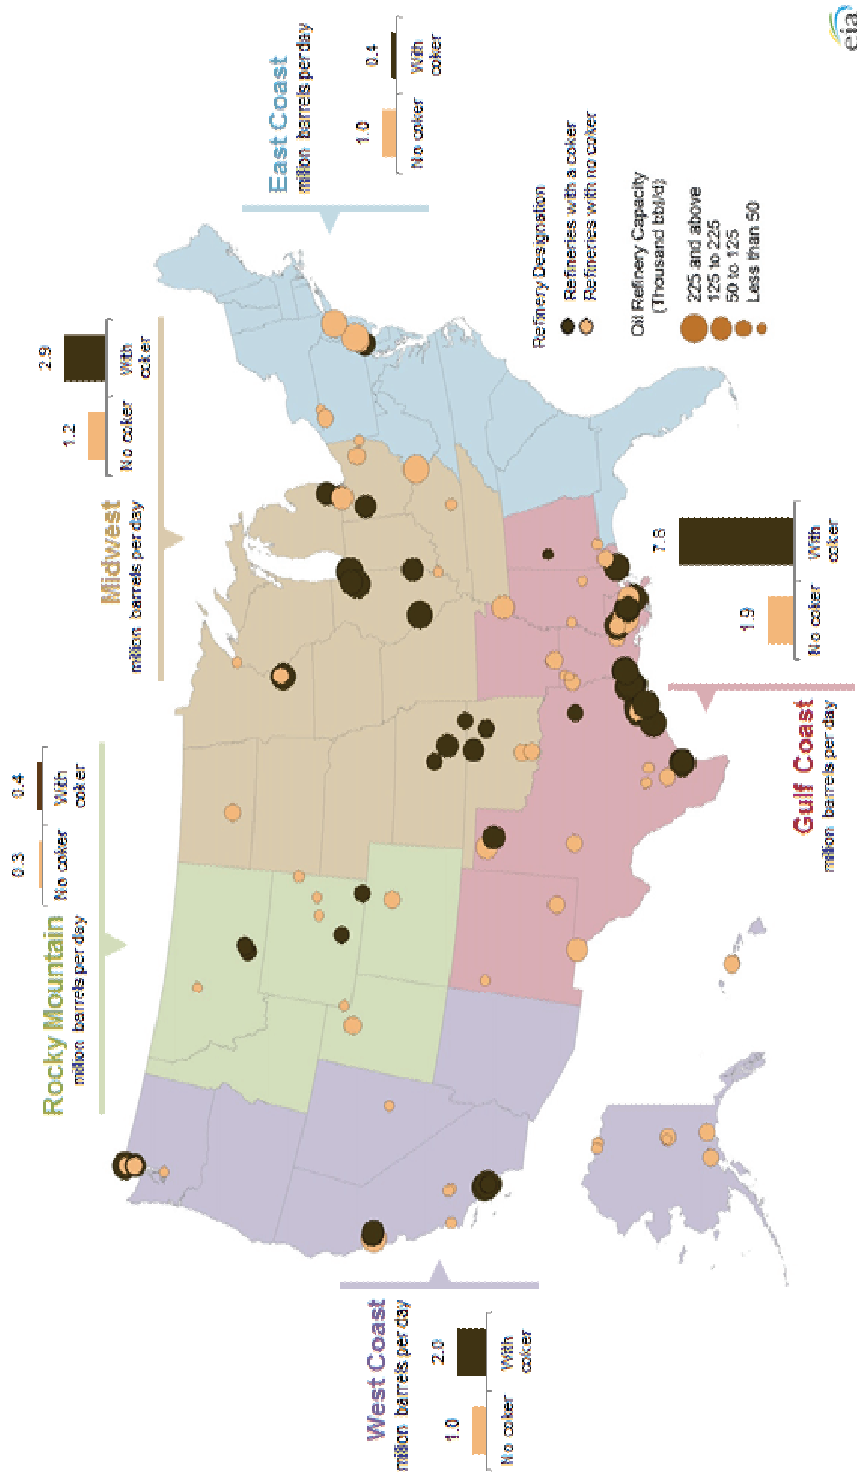 Rocky Mountain
million barrels per day
0.3
0.4
No coker
With
coker
Midwest
million barrels per day
1.2
2.9
No coker
With
coker
East Coast
million barrels per day
1.0
0.4
No coker
With
coker
West Coast
million barrels per day
1.0
2.0
No coker
With
coker
Gulf Coast
million barrels per day
1.9
7.8
No coker
With
coker
Refinery Designation
Refineries with a coker
Refineries with no coker
Oil Refinery Capacity
(Thousand bbl/d)
225 and above
125 to 225
50 to 125
Less than 50
eia